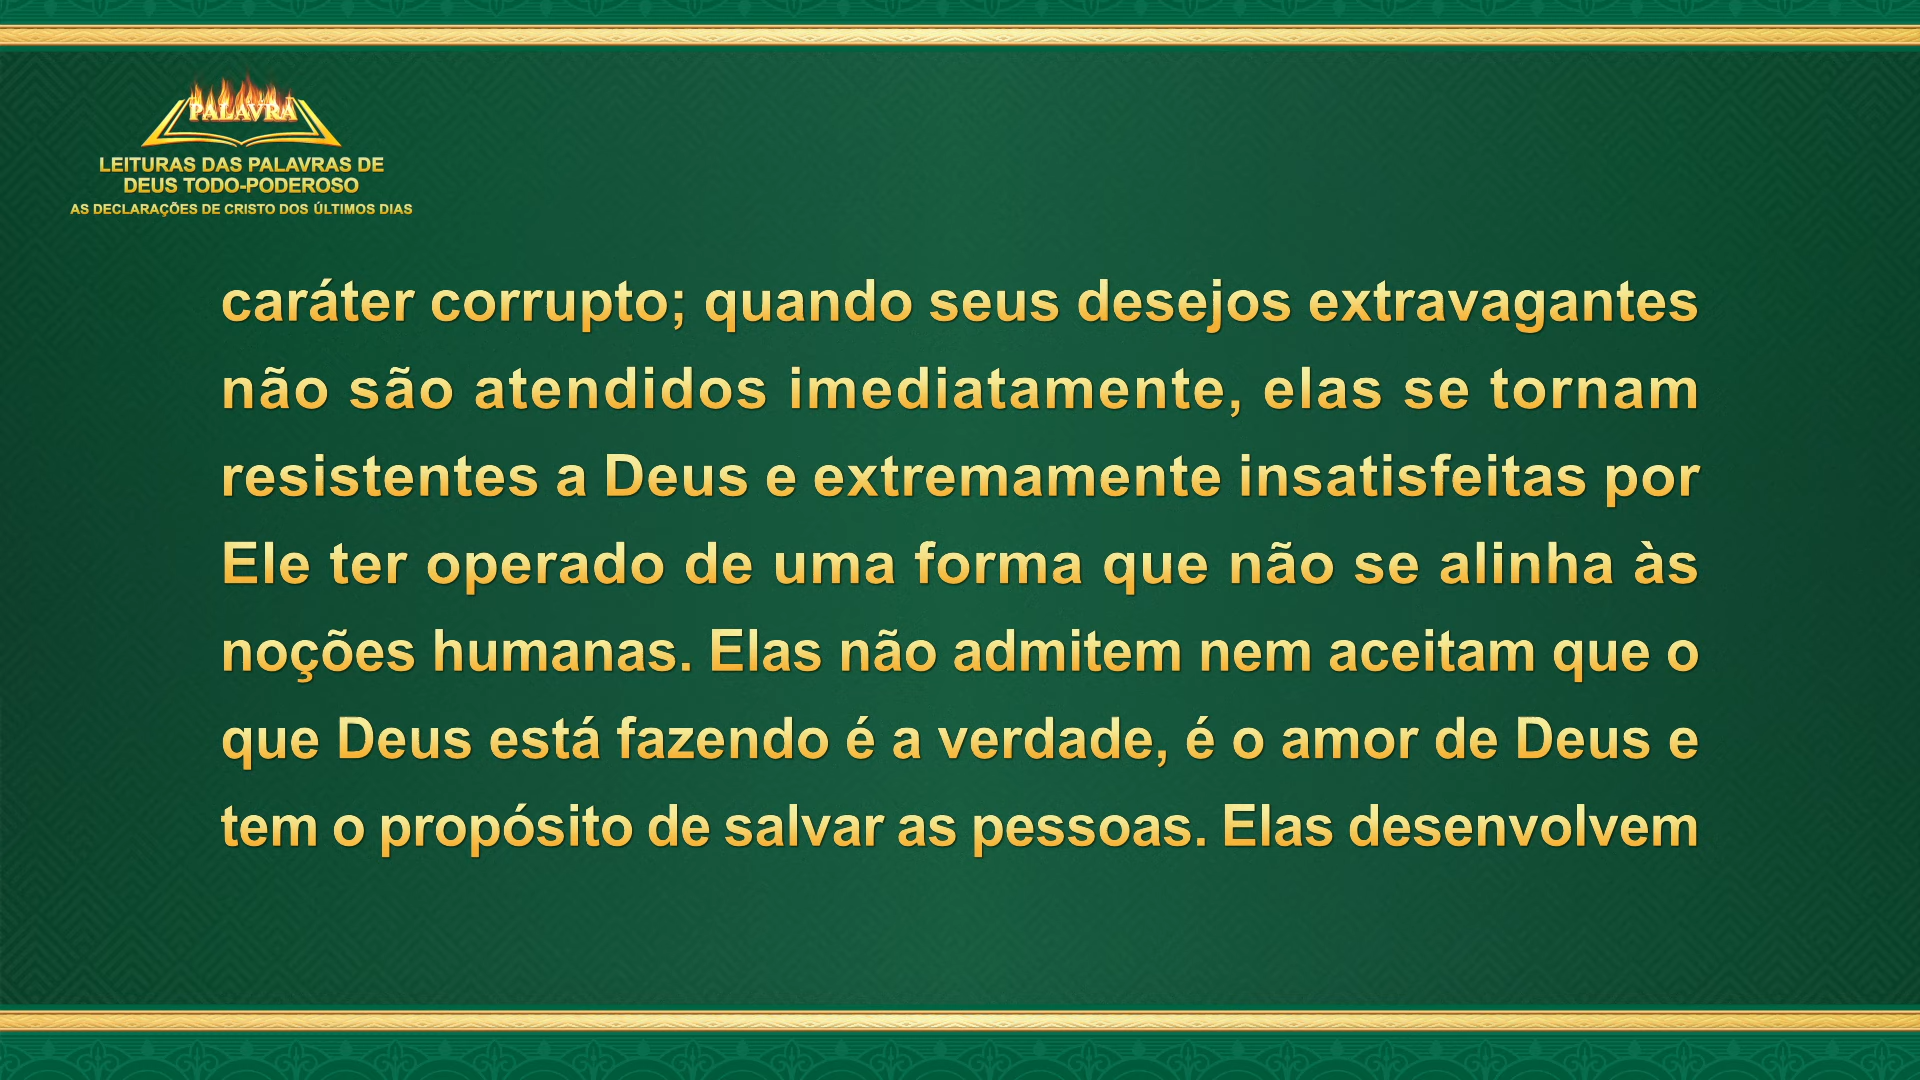 PALAVRA
LEITURAS DAS PALAVRAS DE
DEUS TODO-PODEROSO
AS DECLARAÇÕES DE CRISTO DOS ÚLTIMOS DIAS
caráter corrupto; quando seus desejos extravagantes
não são atendidos imediatamente, elas se tornam
resistentes a Deus e extremamente insatisfeitas por
Ele ter operado de uma forma que não se alinha às
noções humanas. Elas não admitem nem aceitam que o
que Deus está fazendo é a verdade, é o amor de Deus e
tem o propósito de salvar as pessoas. Elas desenvolvem